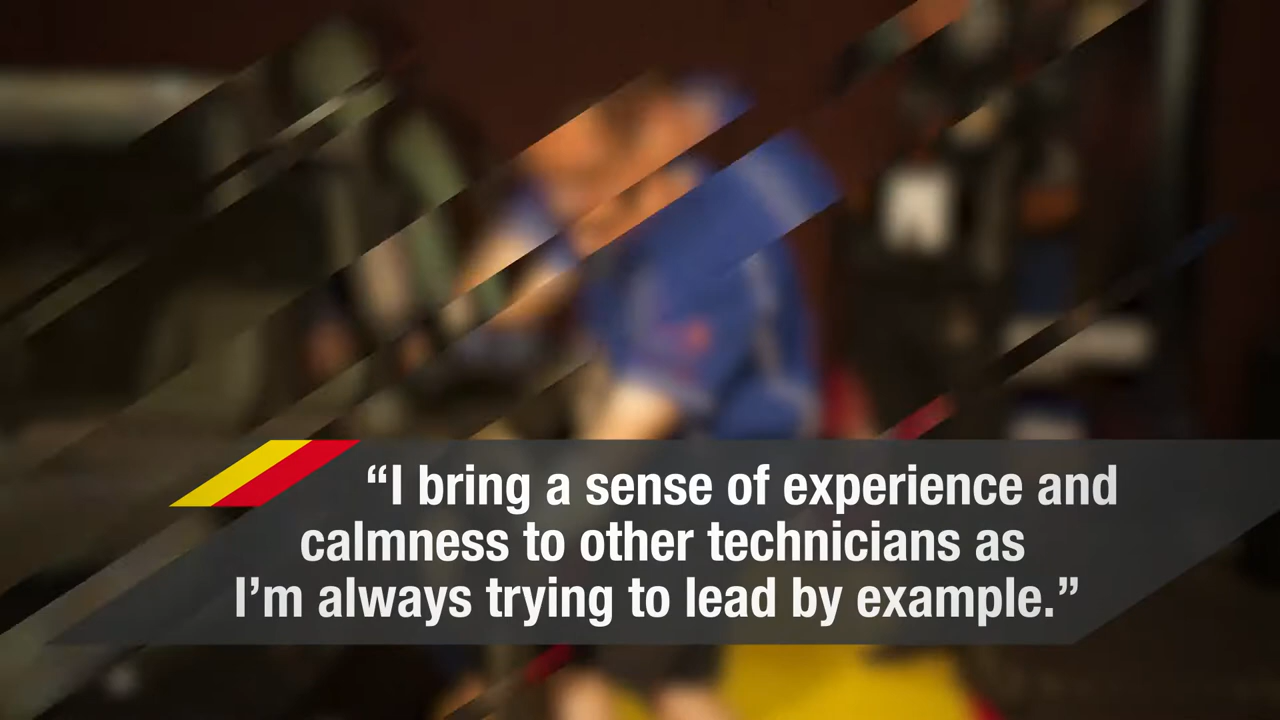 “I bring a sense of experience and
calmness to other technicians as
I’m always trying to lead by example.”